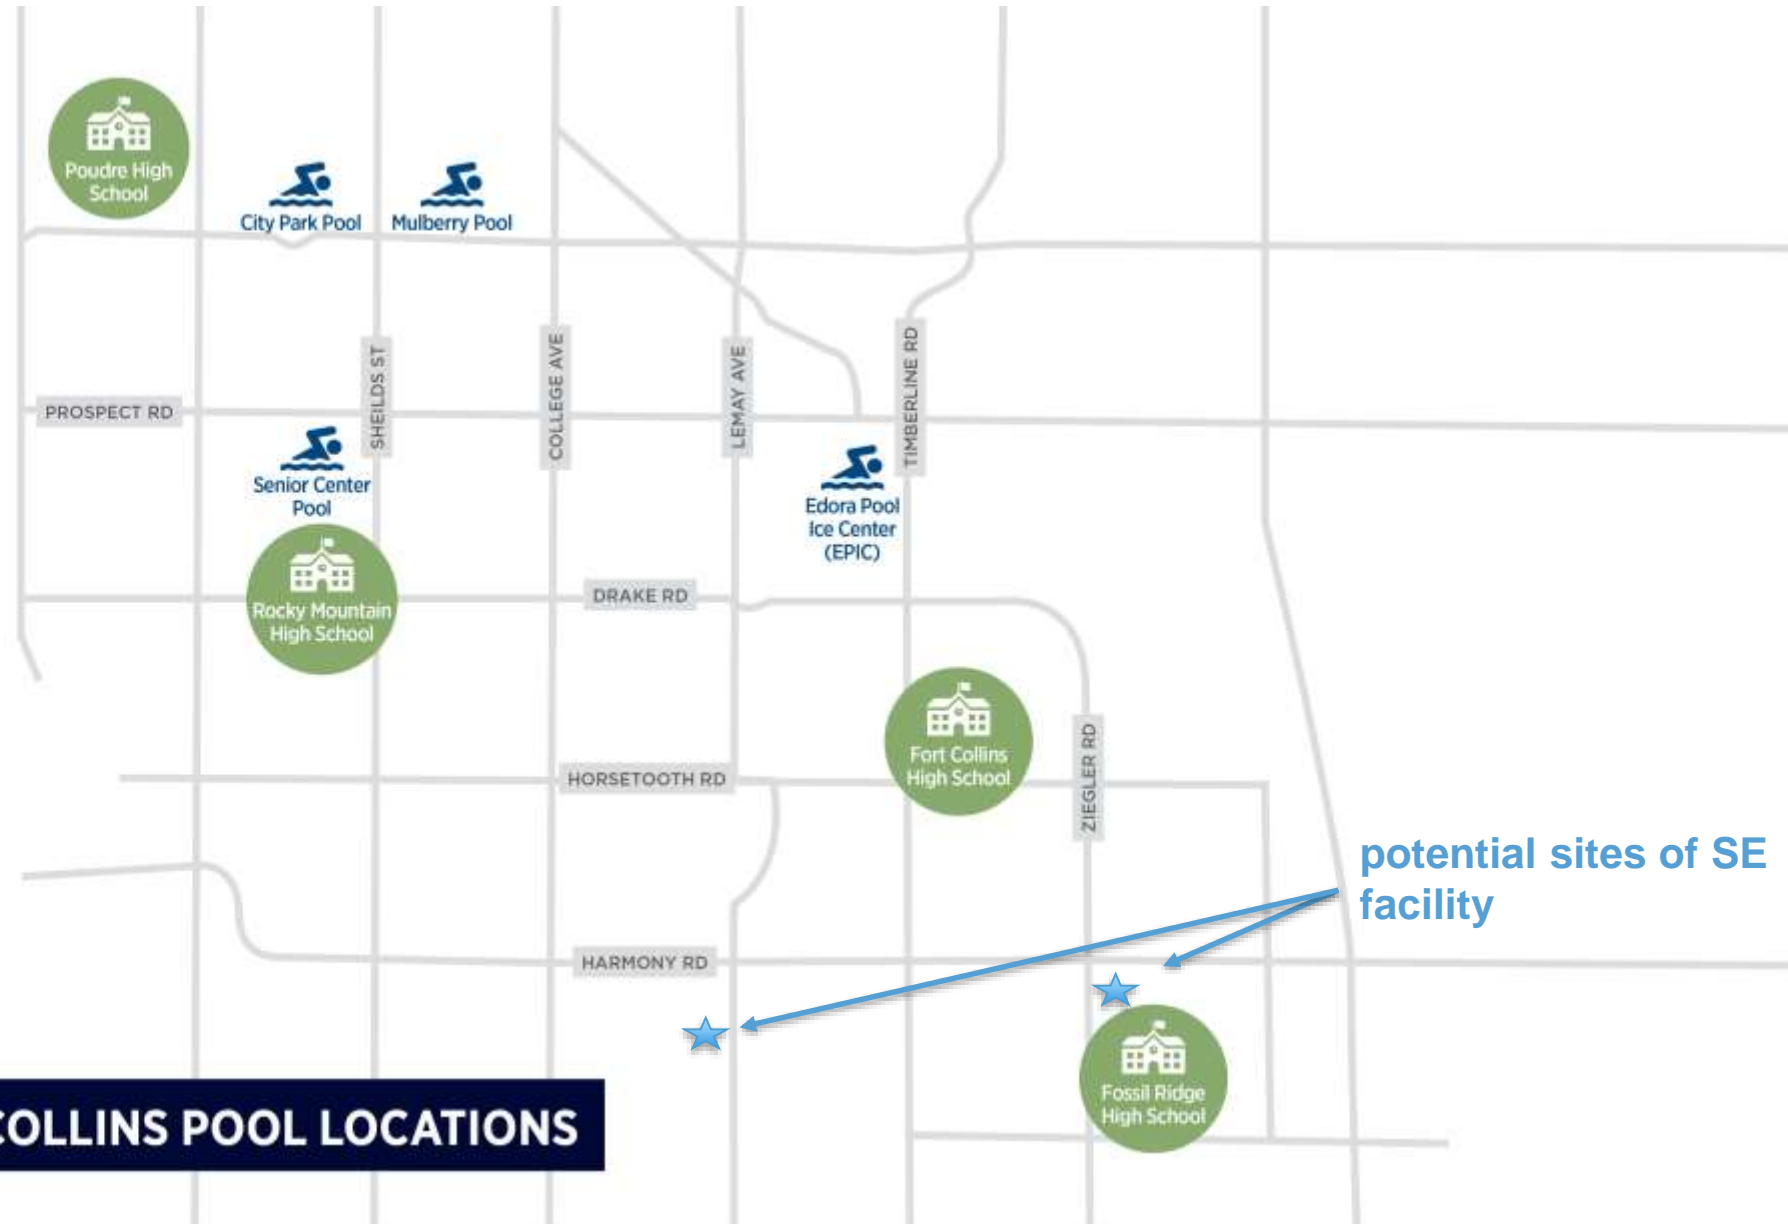 Poudre High
School
City Park Pool
Mulberry Pool
SHEILDS ST
COLLEGE AVE
LEMAY AVE
TIMBERLINE RD
PROSPECT RD
Senior Center
Pool
Edora Pool
Ice Center
(EPIC)
DRAKE RD
Rocky Mountain
High School
Fort Collins
High School
ZIEGLER RD
HORSETOOTH RD
potential sites of SE
facility
HARMONY RD
Fossil Ridge
High School
COLLINS POOL LOCATIONS